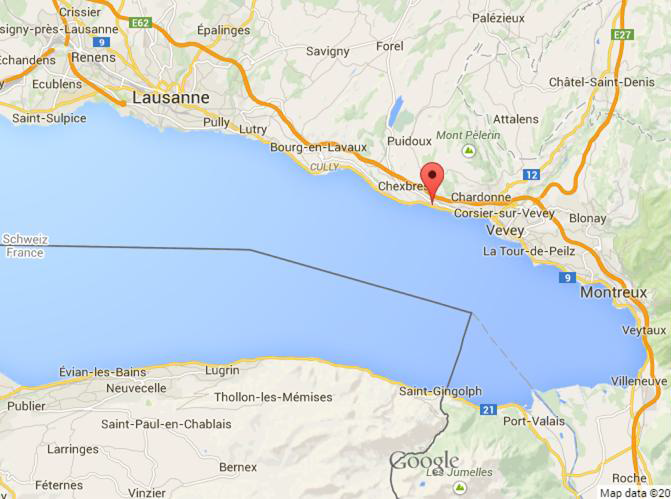 Crissier
E62
Épalinges
Palézieux
signy-près-Lausanne
9
Savigny
Forel
E27
Echandens
Renens
Châtel-Saint-Denis
Ecublens
Lausanne
Saint-Sulpice
Pully
Lutry
Attalens
Puidoux
Mont Pèlerin
Bourg-en-Lavaux
CULLY
12
Chexbres
Chardonne
Corsier-sur-Vevey
Blonay
Vevey
Schweiz
France
La Tour-de-Peilz
9
Montreux
Veytaux
Évian-les-Bains
Lugrin
Villeneuve
Neuvecelle
Saint-Gingolph
Publier
Thollon-les-Mémises
21
Port-Valais
Saint-Paul-en-Chablais
Larringes
Bernex
Google
Les Jumelles
Roche
Féternes
Vinzier
Map data ©20